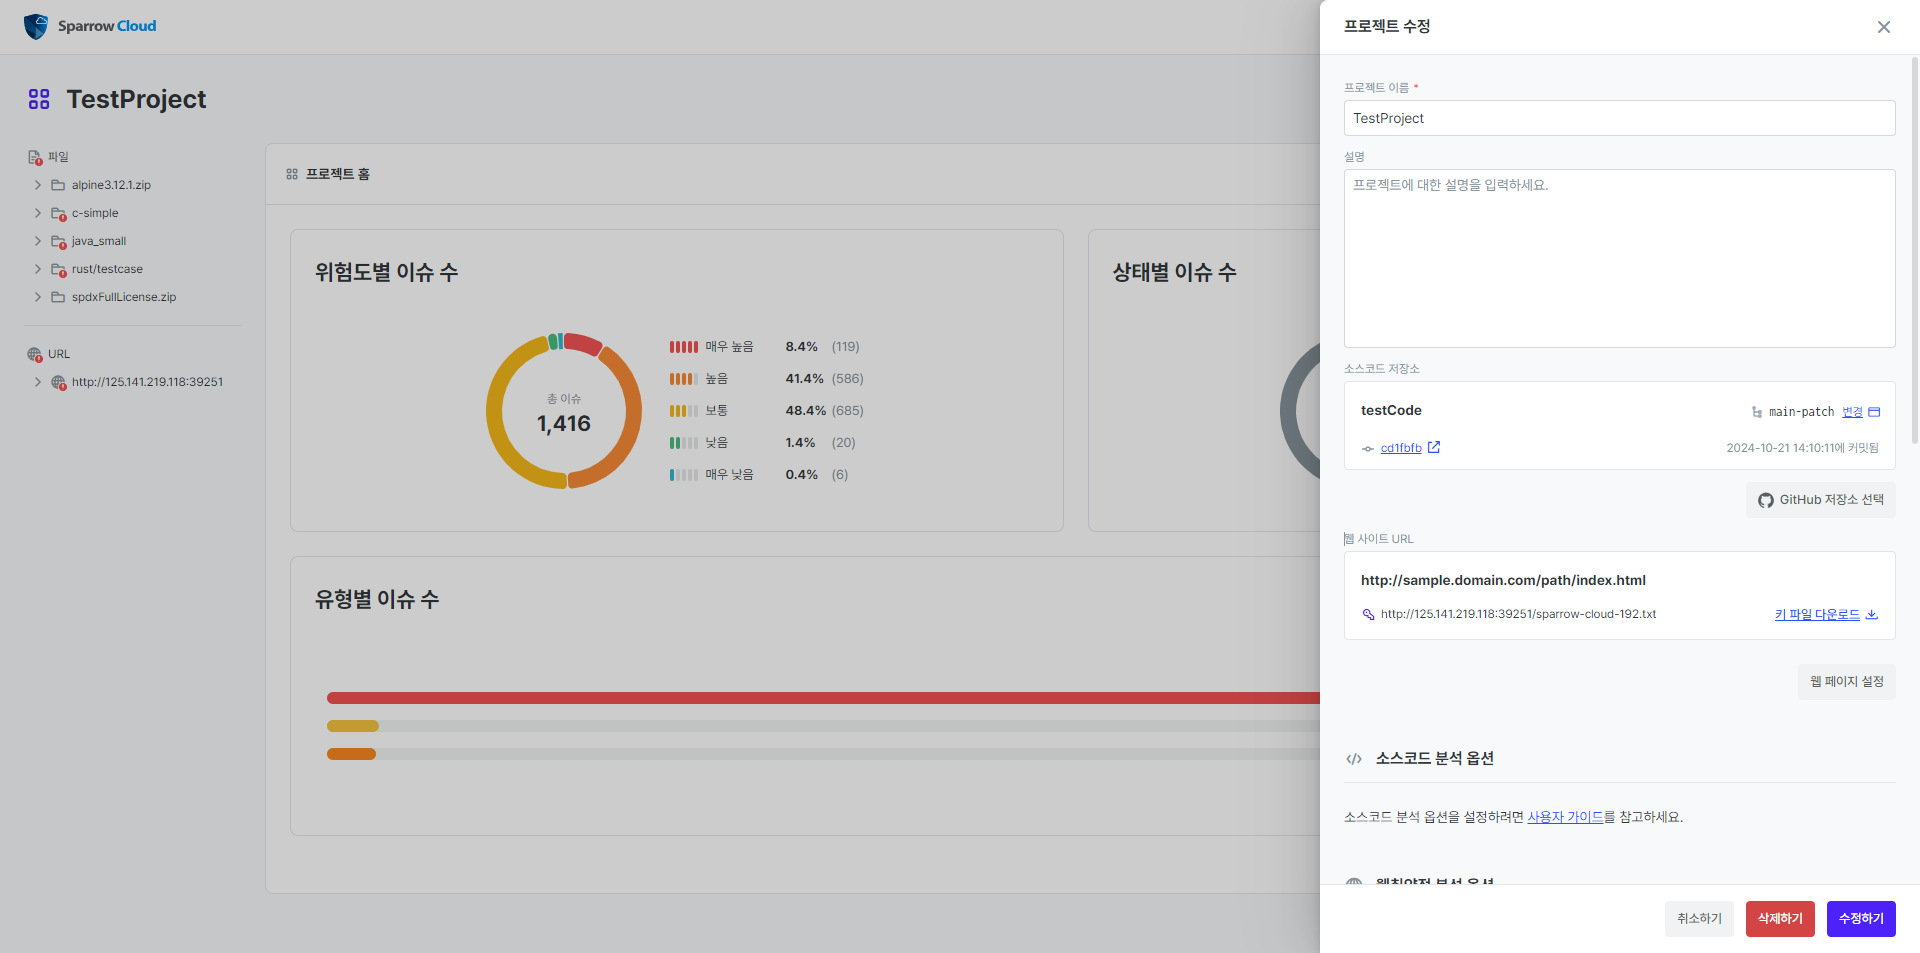 Sparrow Cloud
TestProject
파일
alpine3.12.1.zip
c-simple
java_small
rust/testcase
spdxFullLicense.zip
URL
http://125.141.219.118:39251
프로젝트 홈
위험도별 이슈 수
총 이슈
1,416
매우 높음 8.4% (119)
높음 41.4% (586)
보통 48.4% (685)
낮음 1.4% (20)
매우 낮음 0.4% (6)
상태별 이슈 수
유형별 이슈 수
프로젝트 수정
프로젝트 이름 *
TestProject
설명
프로젝트에 대한 설명을 입력하세요.
소스코드 저장소
testCode
main-patch 변경
cd1fbfb
2024-10-21 14:10:11에 커밋됨
GitHub 저장소 선택
웹 사이트 URL
http://sample.domain.com/path/index.html
http://125.141.219.118:39251/sparrow-cloud-192.txt
키 파일 다운로드
웹 페이지 설정
소스코드 분석 옵션
소스코드 분석 옵션을 설정하려면 사용자 가이드를 참고하세요.
웹취약점 분석 옵션
취소하기
삭제하기
수정하기